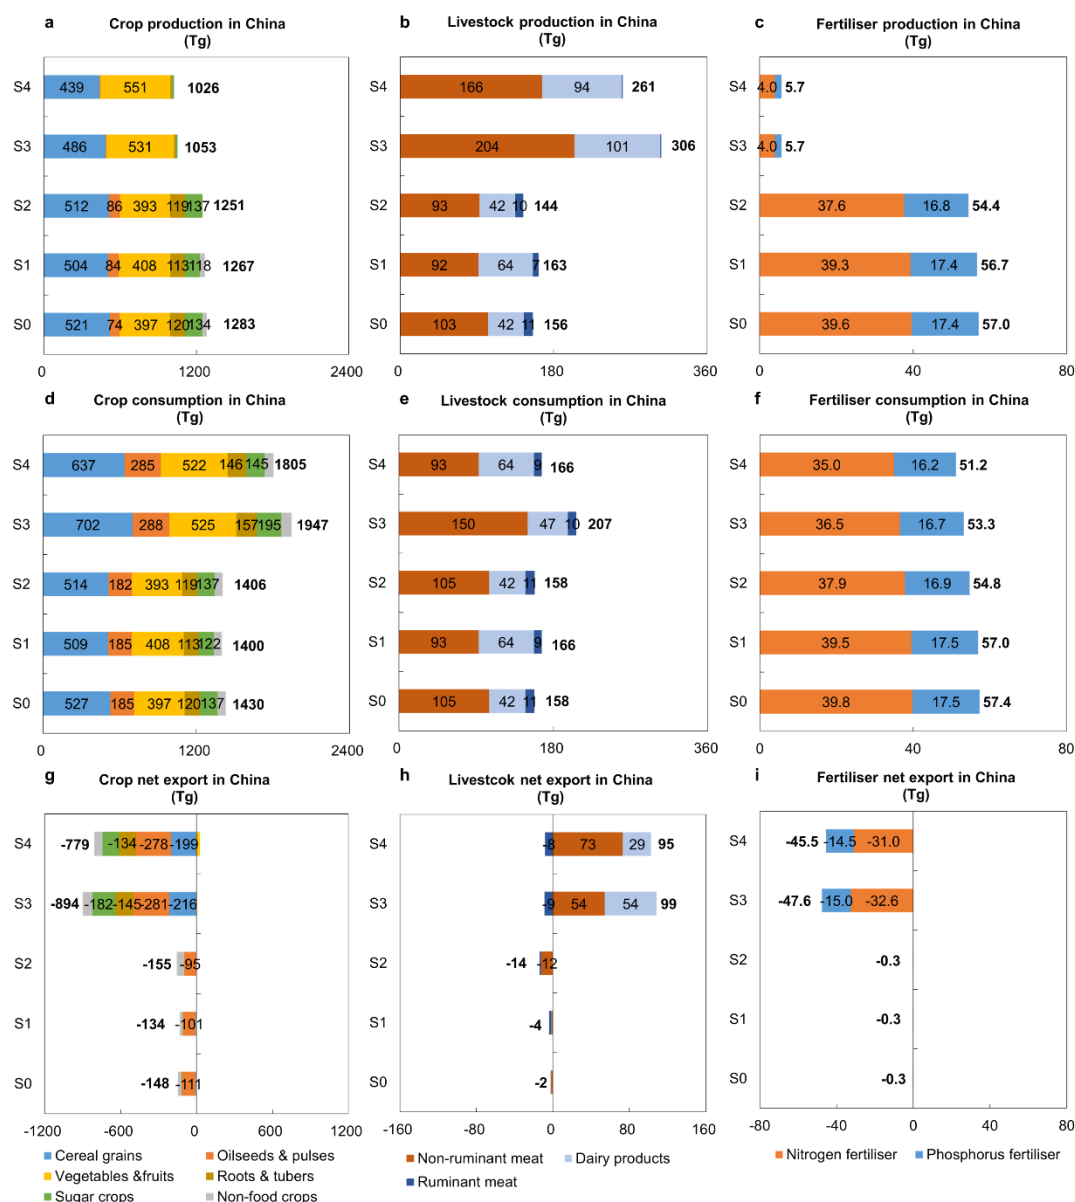 a Crop production in China
(Tg)
S4 439 551 1026
S3 486 531 1053
S2 512 86 393 119 137 1251
S1 504 84 408 113 118 1267
S0 521 74 397 120 134 1283
0 1200 2400
b Livestock production in China
(Tg)
S4 166 94 261
S3 204 101 306
S2 93 42 10 144
S1 92 64 7 163
S0 103 42 11 156
0 180 360
c Fertiliser production in China
(Tg)
S4 4.0 5.7
S3 4.0 5.7
S2 37.6 16.8 54.4
S1 39.3 17.4 56.7
S0 39.6 17.4 57.0
0 40 80
d Crop consumption in China
(Tg)
S4 637 285 522 146 145 1805
S3 702 288 525 157 195 1947
S2 514 182 393 119 137 1406
S1 509 185 408 113 122 1400
S0 527 185 397 120 137 1430
0 1200 2400
e Livestock consumption in China
(Tg)
S4 93 64 9 166
S3 150 47 10 207
S2 105 42 11 158
S1 93 64 9 166
S0 105 42 11 158
0 180 360
f Fertiliser consumption in China
(Tg)
S4 35.0 16.2 51.2
S3 36.5 16.7 53.3
S2 37.9 16.9 54.8
S1 39.5 17.5 57.0
S0 39.8 17.5 57.4
0 40 80
g Crop net export in China
(Tg)
S4 -779 -134 -278 -199
S3 -894 -182 -145 -281 -216
S2 -155 -95
S1 -134 -101
S0 -148 -111
-1200 -600 0 600 1200
Cereal grains Oilseeds & pulses
Vegetables &fruits Roots & tubers
Sugar crops Non-food crops
h Livestcok net export in China
(Tg)
S4 -8 73 29 95
S3 -9 54 54 99
S2 -14 -12
S1 -4
S0 -2
-160 -80 0 80 160
Non-ruminant meat Dairy products
Ruminant meat
i Fertiliser net export in China
(Tg)
S4 -45.5 -14.5 -31.0
S3 -47.6 -15.0 -32.6
S2 -0.3
S1 -0.3
S0 -0.3
-80 -40 0 40 80
Nitrogen fertiliser Phosphorus fertiliser